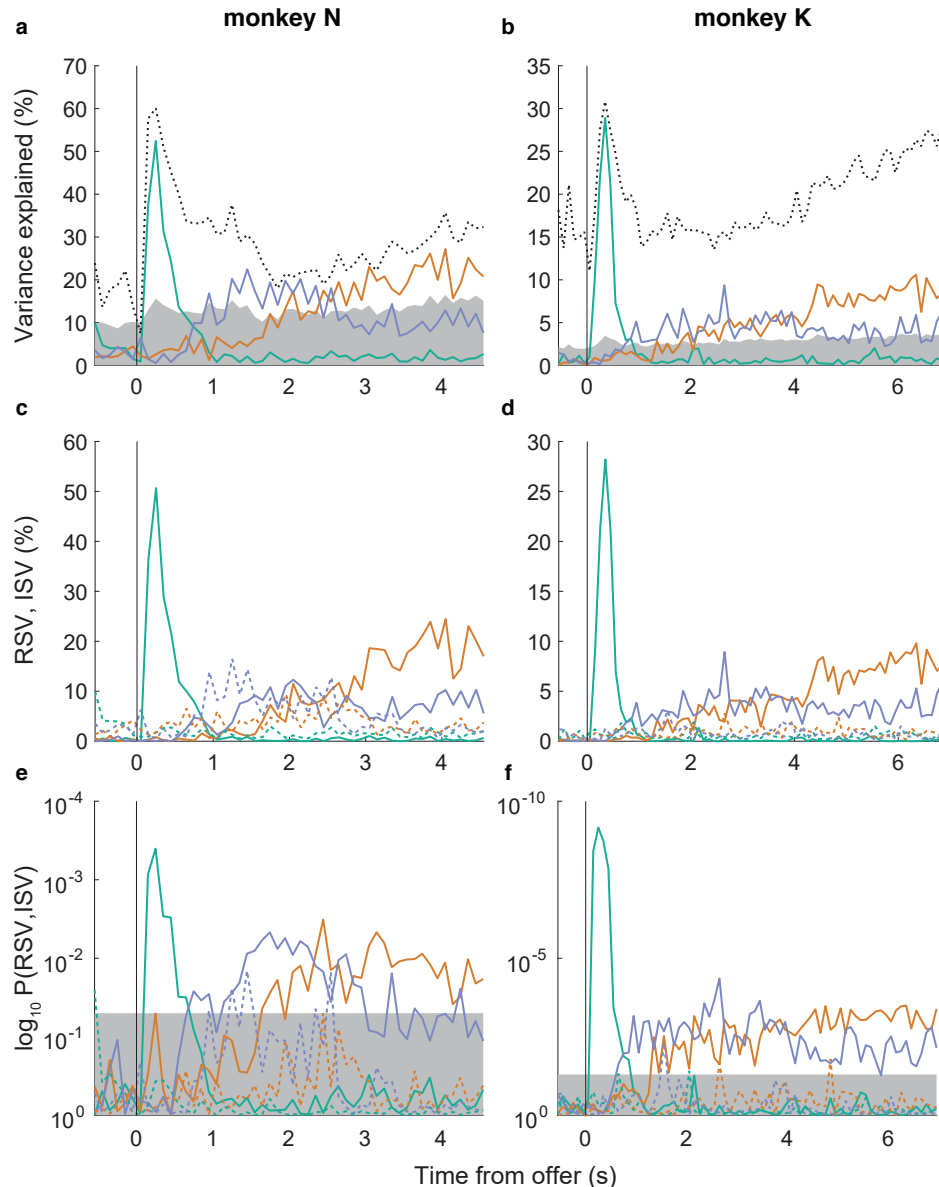 monkey N
monkey K
a
b
Variance explained (%)
70
60
50
40
30
20
10
0
35
30
25
20
15
10
5
0
0 1 2 3 4
0 2 4 6
c
d
RSV, ISV (%)
60
50
40
30
20
10
0
30
25
20
15
10
5
0
0 1 2 3 4
0 2 4 6
e
f
log10 P(RSV,ISV)
10-4
10-3
10-2
10-1
100
10-10
10-5
100
0 1 2 3 4
0 2 4 6
Time from offer (s)